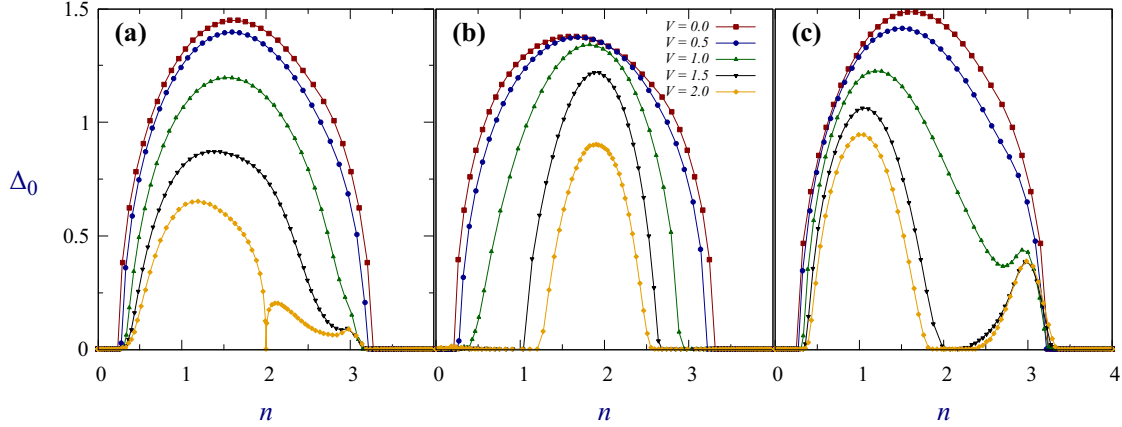 (a) (b) (c)
V = 0.0
V = 0.5
V = 1.0
V = 1.5
V = 2.0
1.5
1
0.5
0
Δ0
0 1 2 3 0 1 2 3 0 1 2 3 4
n n n